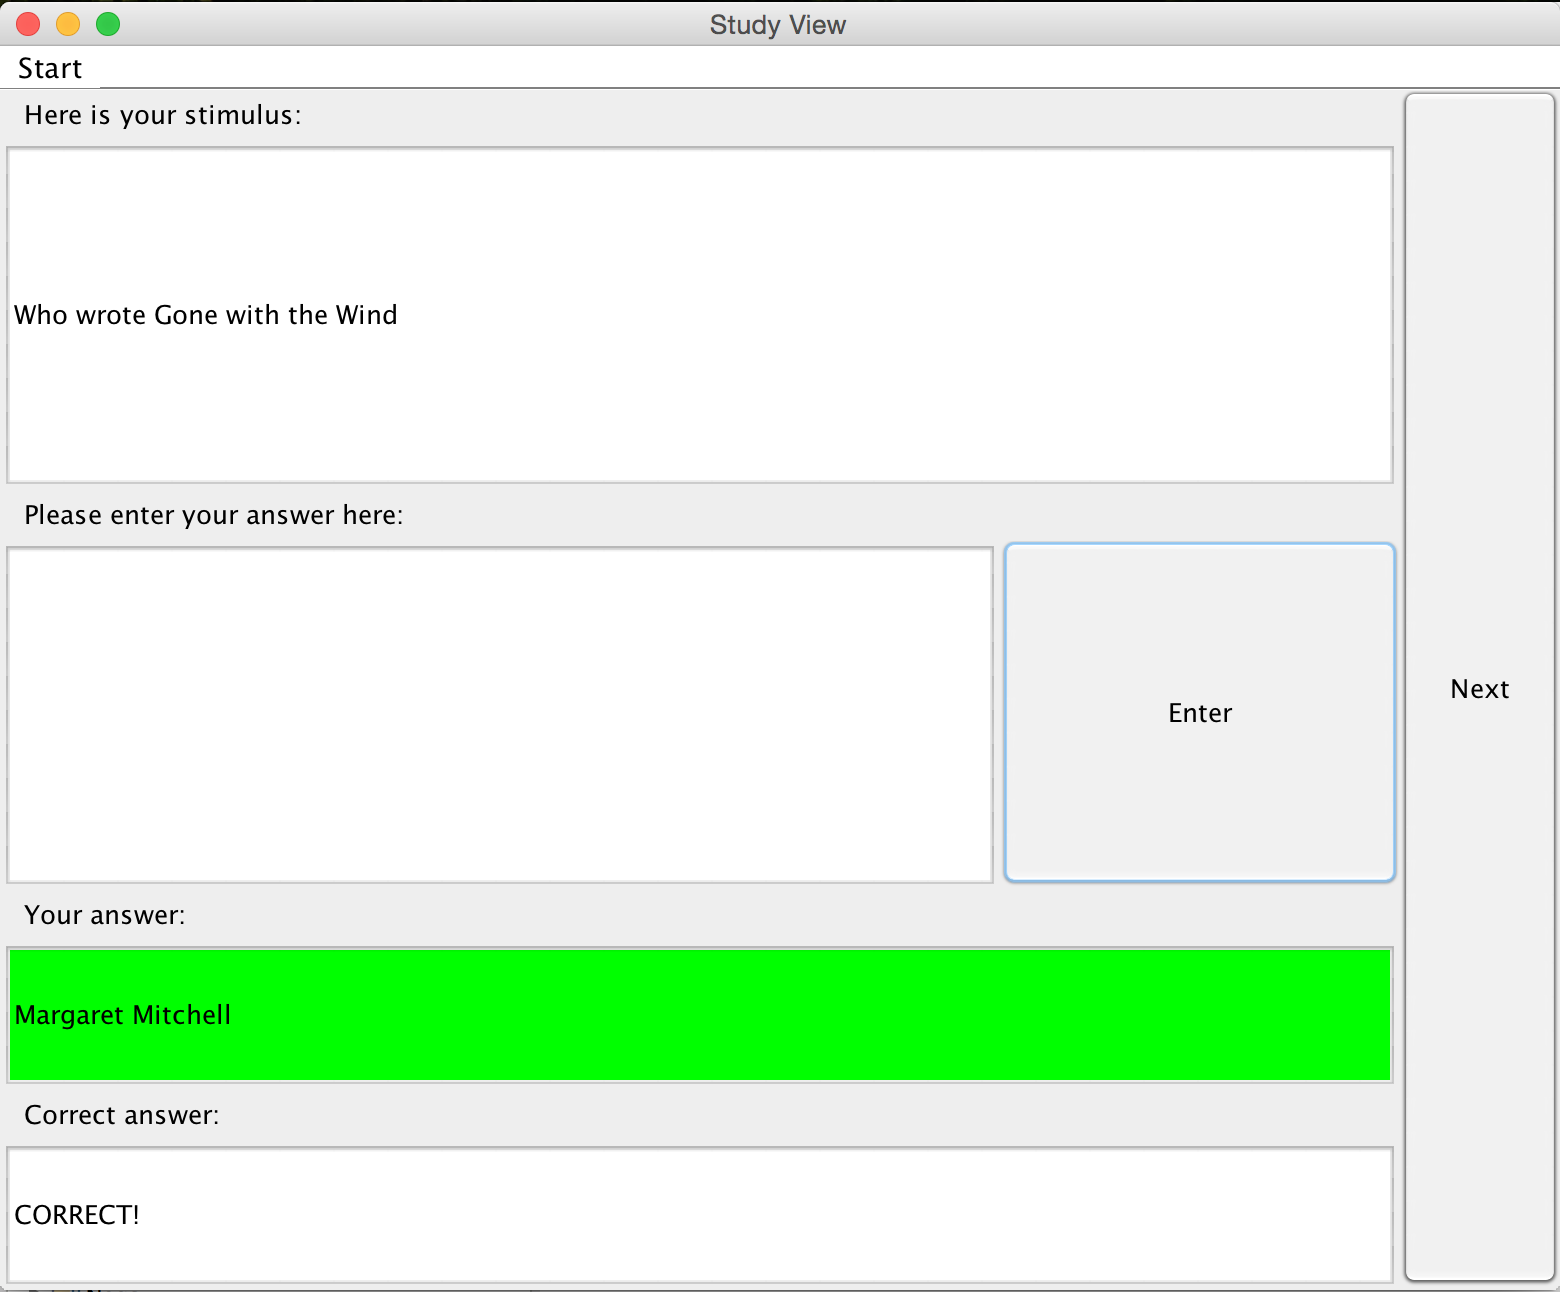 Study View
Start
Here is your stimulus:
Who wrote Gone with the Wind
Please enter your answer here:
Enter
Next
Your answer:
Margaret Mitchell
Correct answer:
CORRECT!